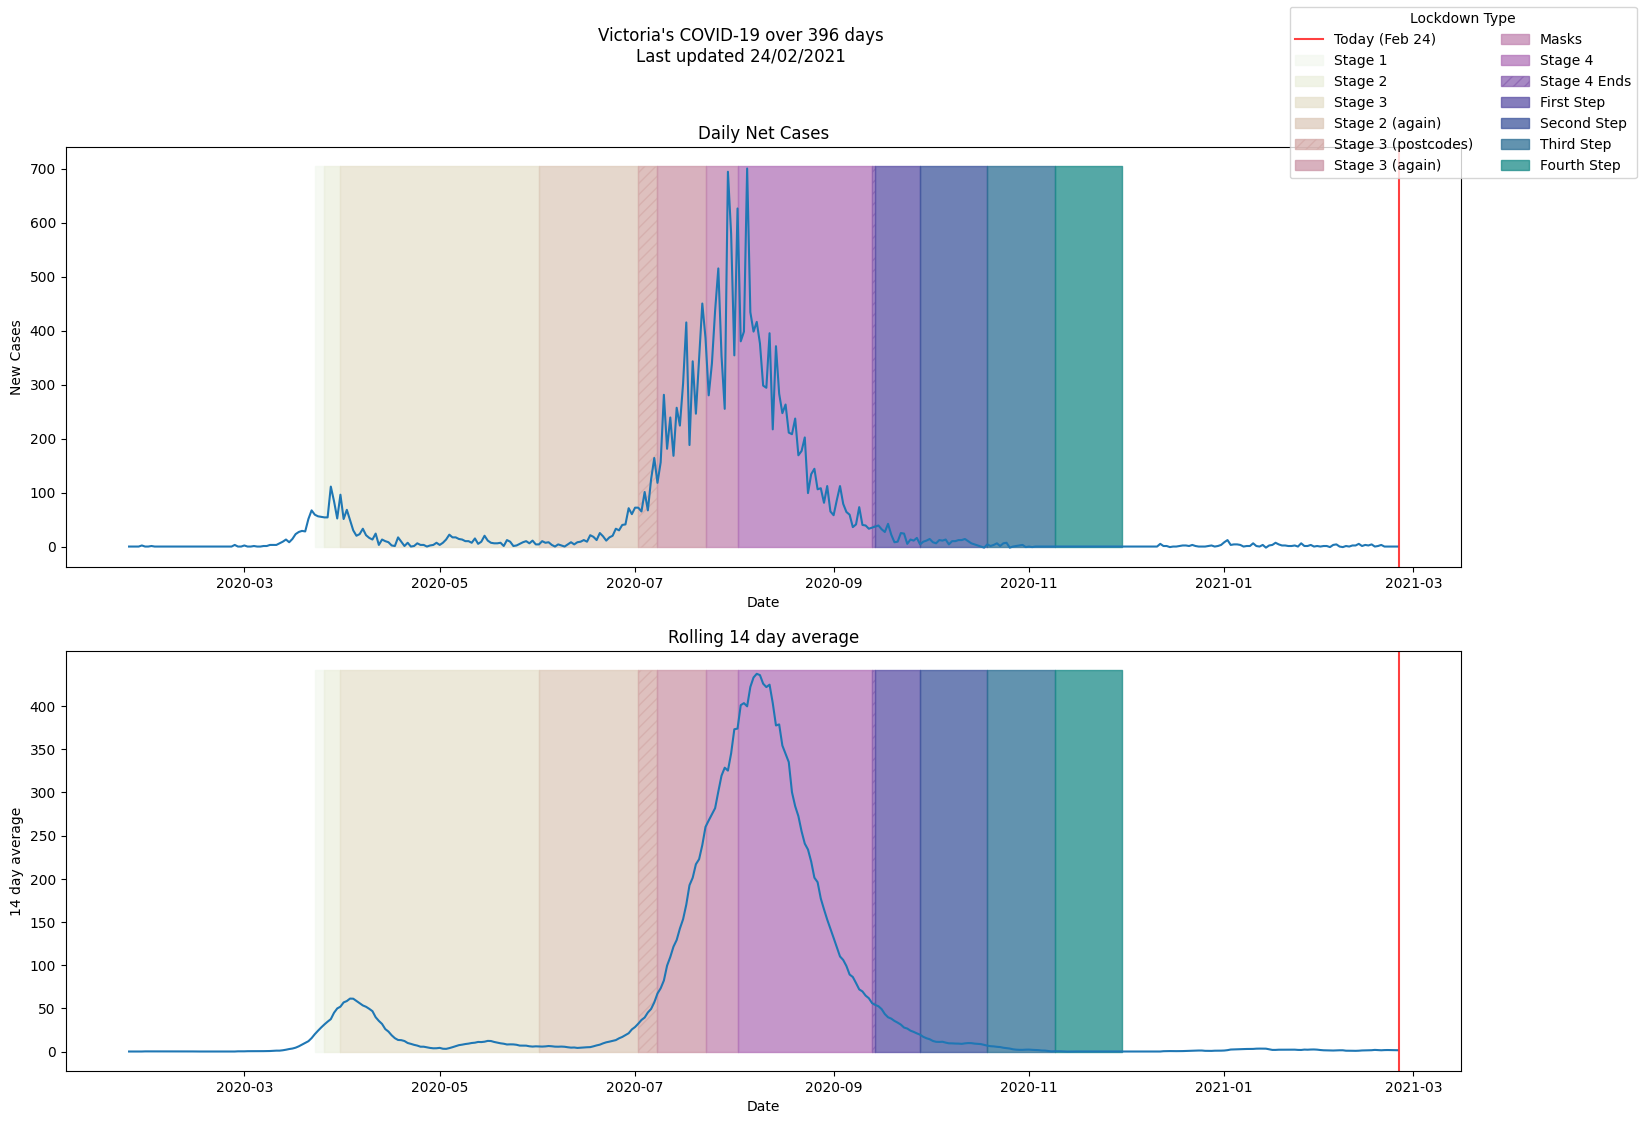 Victoria's COVID-19 over 396 days
Last updated 24/02/2021
Lockdown Type
Today (Feb 24)
Stage 1
Stage 2
Stage 3
Stage 2 (again)
Stage 3 (postcodes)
Stage 3 (again)
Masks
Stage 4
Stage 4 Ends
First Step
Second Step
Third Step
Fourth Step
Daily Net Cases
New Cases
700
600
500
400
300
200
100
0
2020-03
2020-05
2020-07
2020-09
2020-11
2021-01
2021-03
Date
Rolling 14 day average
14 day average
400
350
300
250
200
150
100
50
0
2020-03
2020-05
2020-07
2020-09
2020-11
2021-01
2021-03
Date